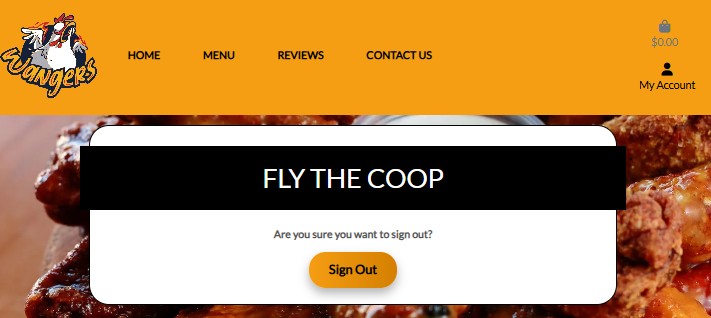 Wangers
HOME
MENU
REVIEWS
CONTACT US
$0.00
My Account
FLY THE COOP
Are you sure you want to sign out?
Sign Out